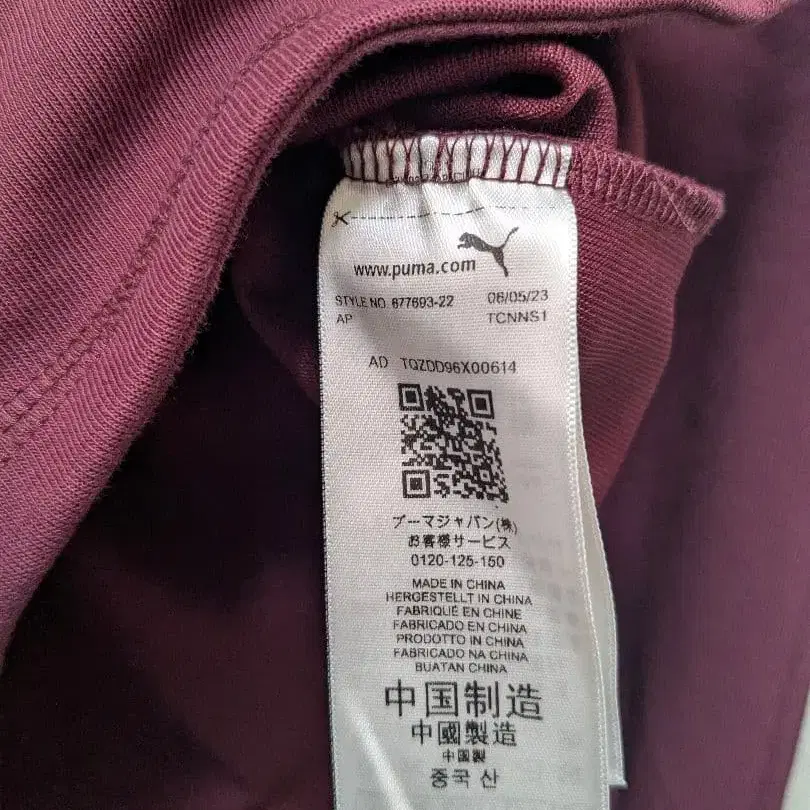 www.puma.com
STYLE NO. 677693-22 06/05/23
AP TCNNS1
AD TQZDD96X00614
プーマジャパン(株)
お客様サービス
0120-125-150
MADE IN CHINA
HERGESTELLT IN CHINA
FABRIQUÉ EN CHINE
FABRICADO EN CHINA
PRODOTTO IN CHINA
FABRICADO NA CHINA
BUATAN CHINA
中国制造
中國製造
中国製
중국 산